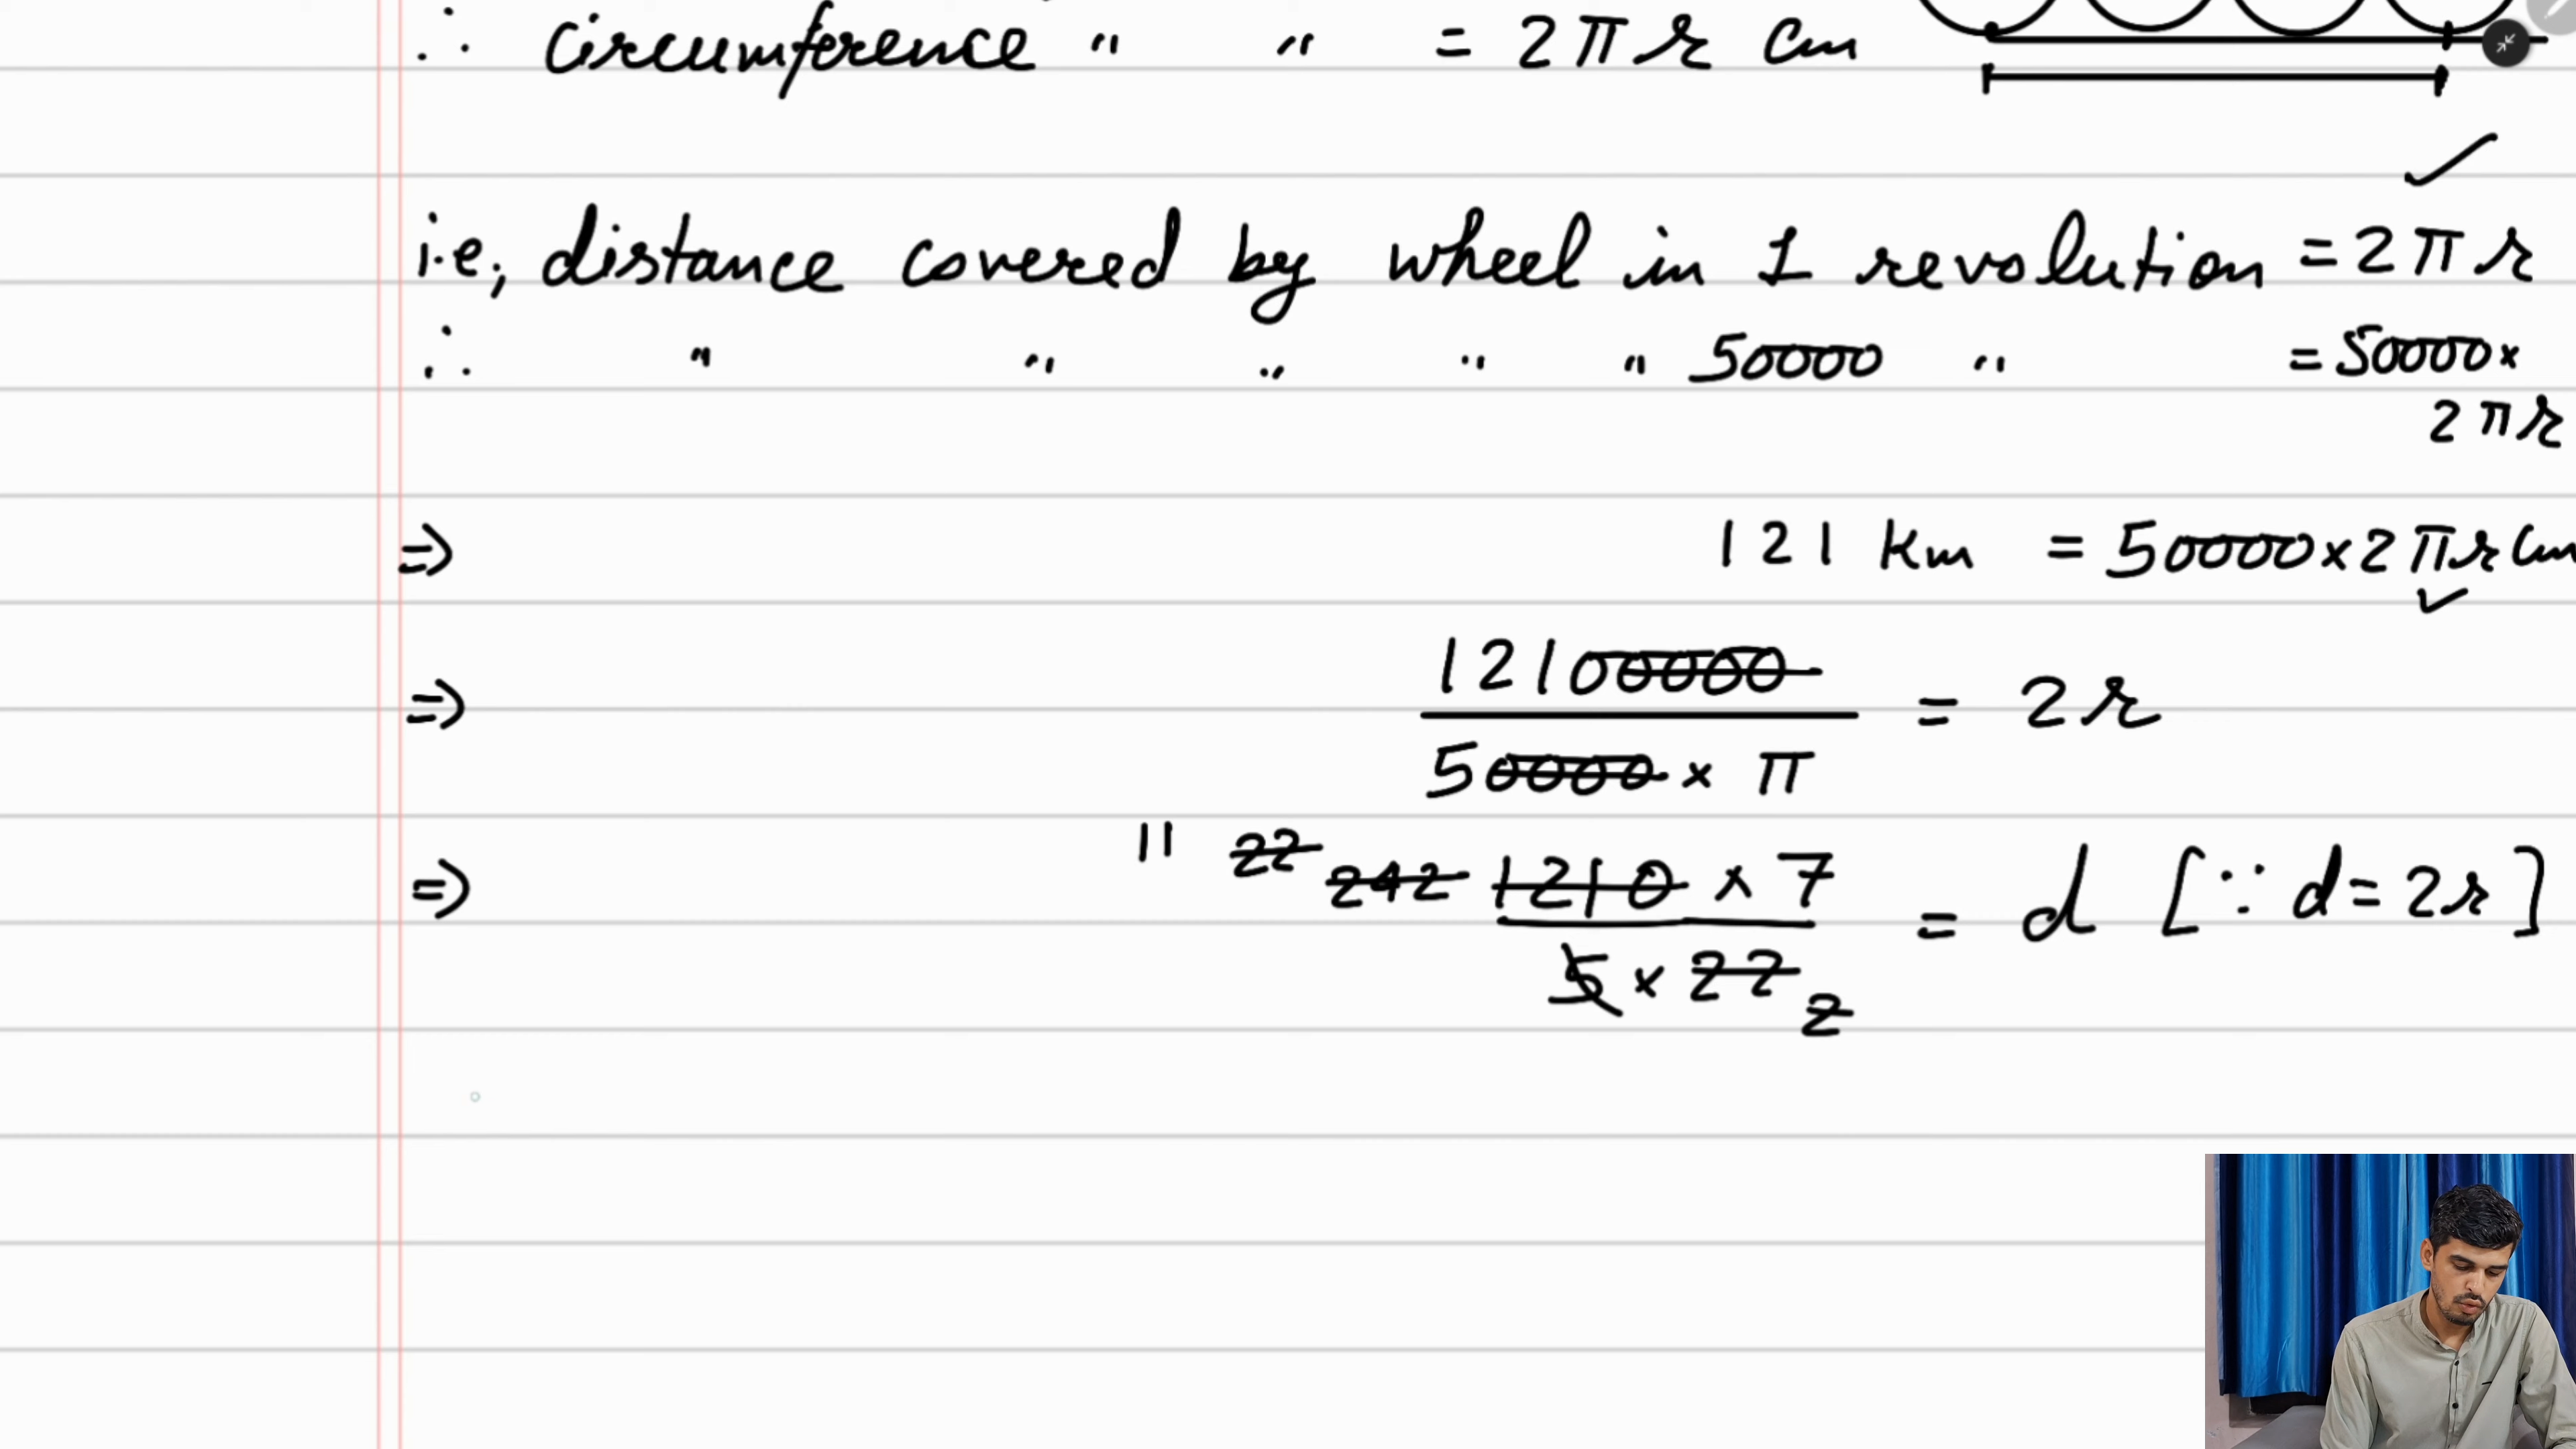 ∴ Circumference " " = 2πr cm
i.e, distance covered by wheel in 1 revolution = 2πr
∴ " " " " " 50000 " = 50000 ×
2πr
⇒ 121 km = 50000×2πr cm
⇒ 12100000 / 50000 × π = 2r
⇒ 11 22 242 1210 × 7 / 5 × 22 2 = d [∵ d = 2r]